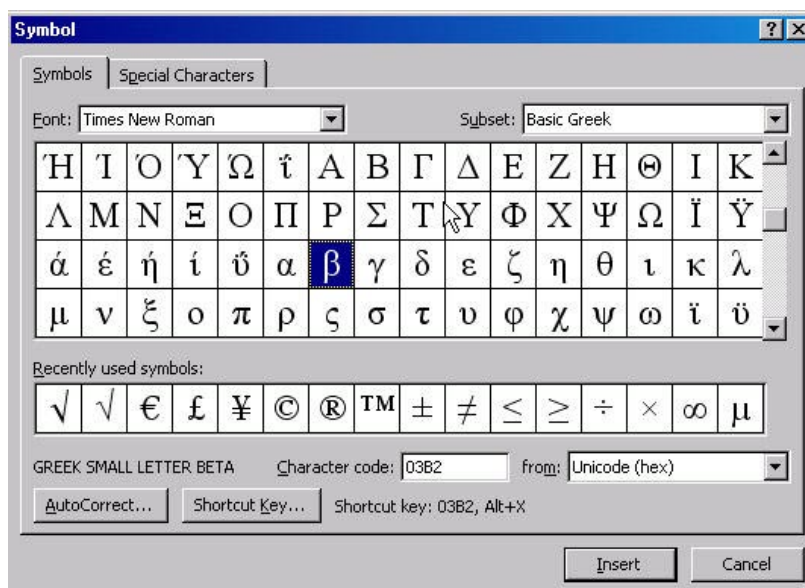 Symbol
Symbols Special Characters
Font: Times New Roman Subset: Basic Greek
Ή Ί Ό Ύ Ώ ΐ Α Β Γ Δ Ε Ζ Η Θ Ι Κ
Λ Μ Ν Ξ Ο Π Ρ Σ Τ Υ Φ Χ Ψ Ω Ϊ Ϋ
ά έ ή ί ΰ α β γ δ ε ζ η θ ι κ λ
μ ν ξ ο π ρ ς σ τ υ φ χ ψ ω ϊ ϋ
Recently used symbols:
√ √ € £ ¥ © ® ™ ± ≠ ≤ ≥ ÷ × ∞ µ
GREEK SMALL LETTER BETA Character code: 03B2 from: Unicode (hex)
AutoCorrect... Shortcut Key... Shortcut key: 03B2, Alt+X
Insert Cancel